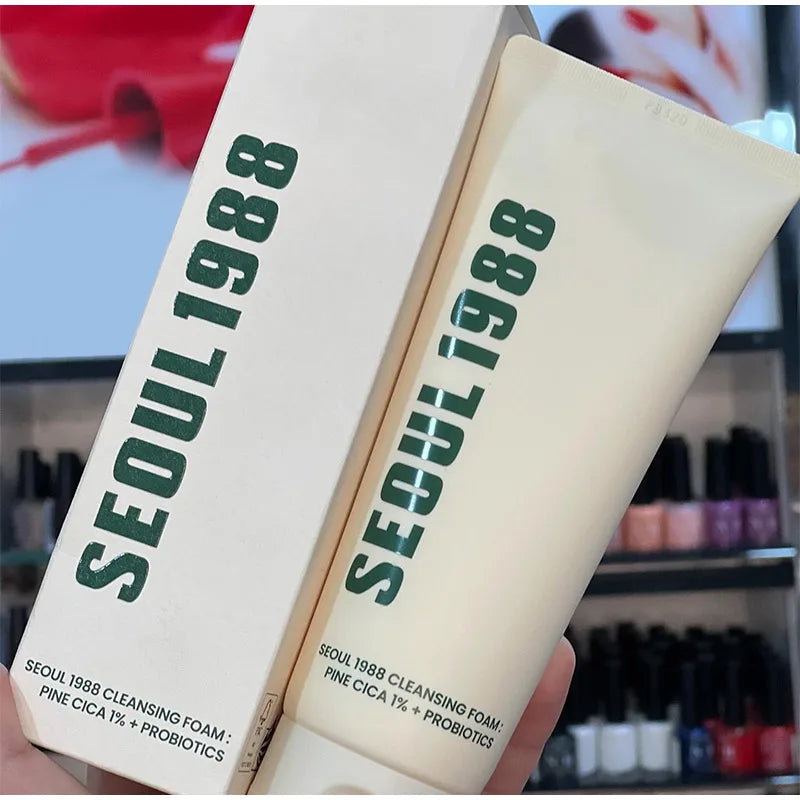 SEOUL 1988
SEOUL 1988 CLEANSING FOAM :
PINE CICA 1% + PROBIOTICS
SEOUL 1988
SEOUL 1988 CLEANSING FOAM :
PINE CICA 1% + PROBIOTICS